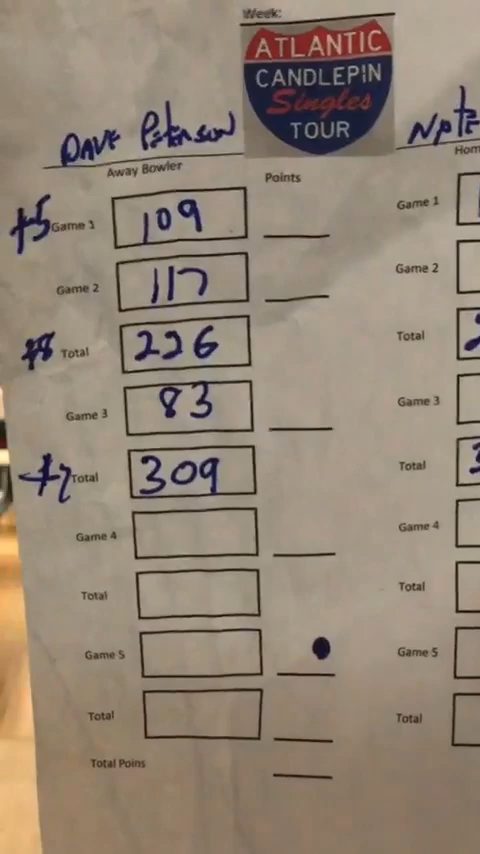 Week:
ATLANTIC
CANDLEPIN
Singles
TOUR
DAVE Peterson
Away Bowler
Points
Hom
+5 Game 1 109 Game 1
Game 2 117 Game 2
Total 226 Total
Game 3 83 Game 3
Total 309 Total
Game 4 Game 4
Total Total
Game 5 Game 5
Total Total
Total Poins